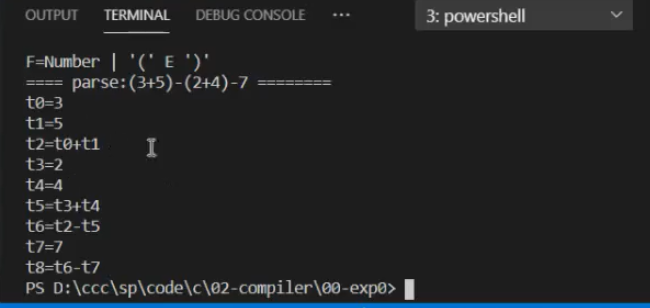 OUTPUT TERMINAL DEBUG CONSOLE ··· 3: powershell
F=Number | '(' E ')'
==== parse:(3+5)-(2+4)-7 ========
t0=3
t1=5
t2=t0+t1
t3=2
t4=4
t5=t3+t4
t6=t2-t5
t7=7
t8=t6-t7
PS D:\ccc\sp\code\c\02-compiler\00-exp0>